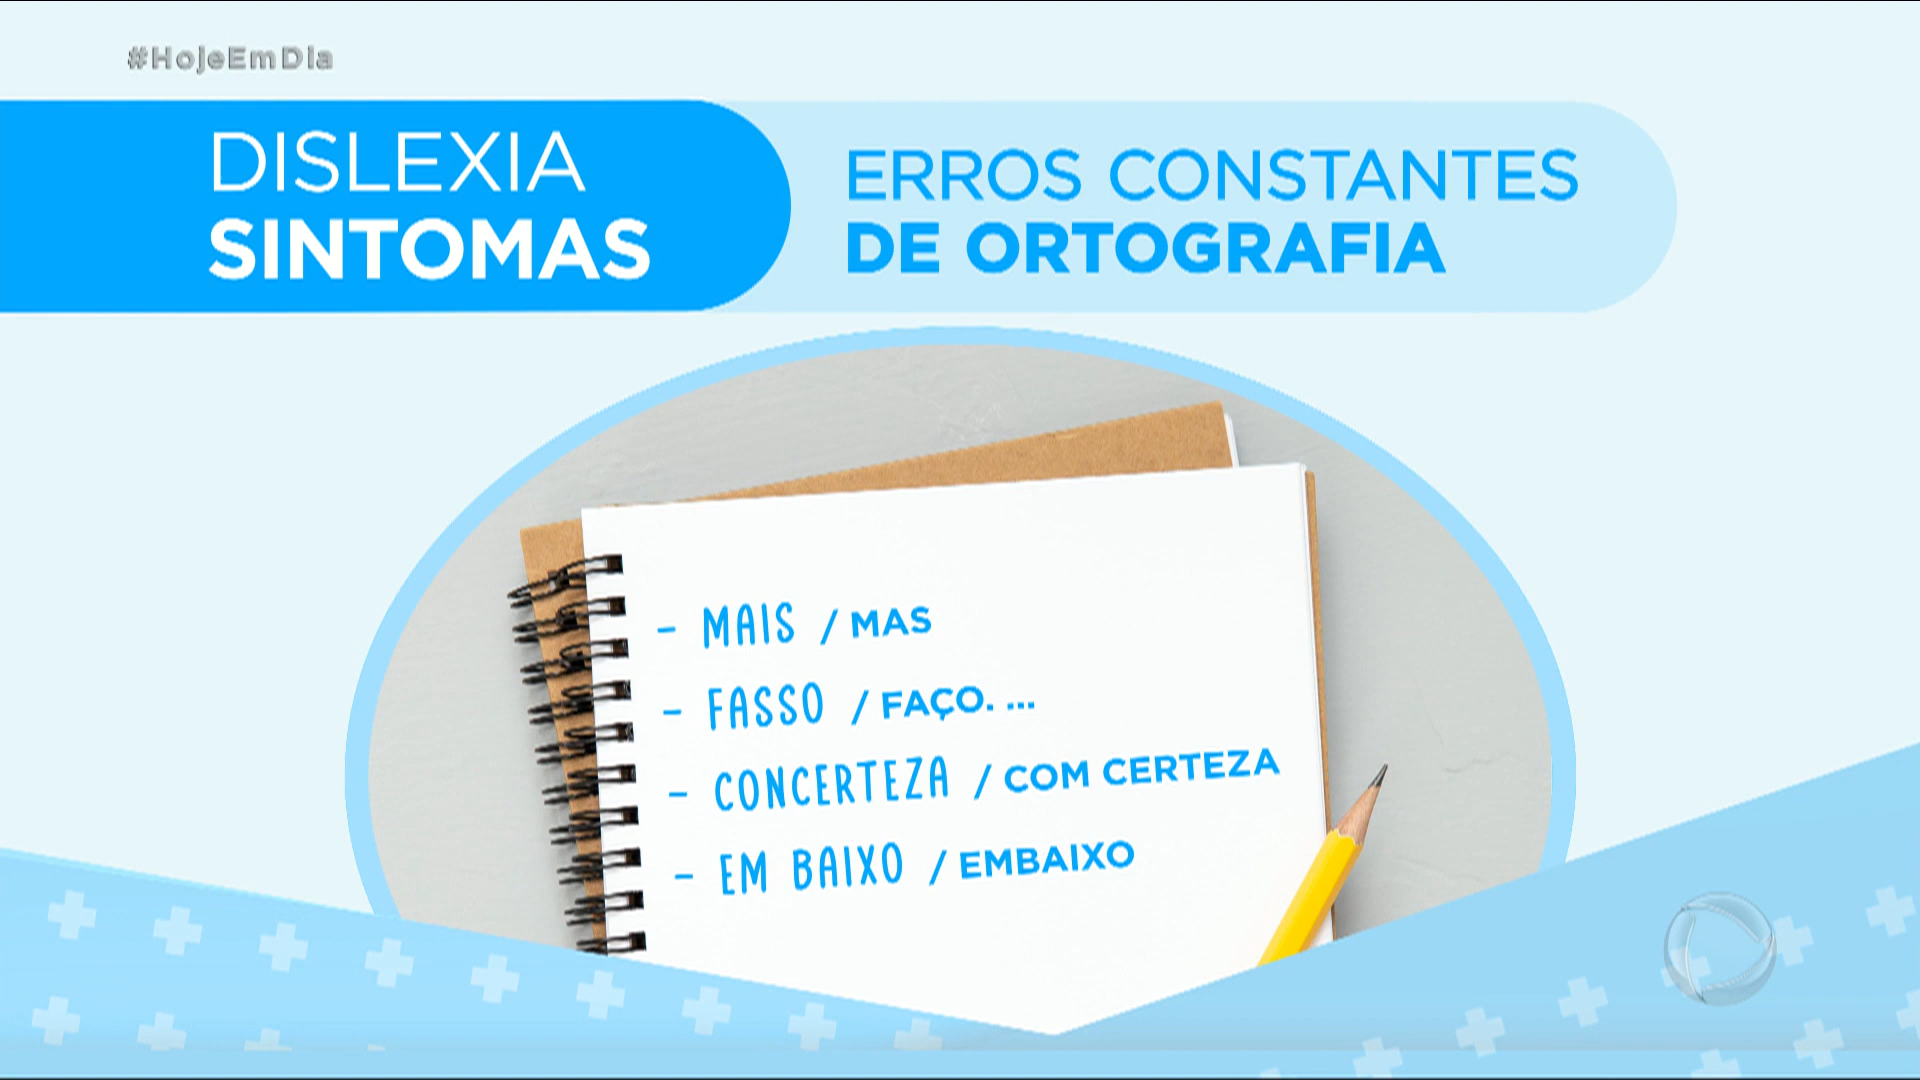 #HojeEmDia
DISLEXIA
SINTOMAS
ERROS CONSTANTES
DE ORTOGRAFIA
- MAIS / MAS
- FASSO / FAÇO. ...
- CONCERTEZA / COM CERTEZA
- EM BAIXO / EMBAIXO